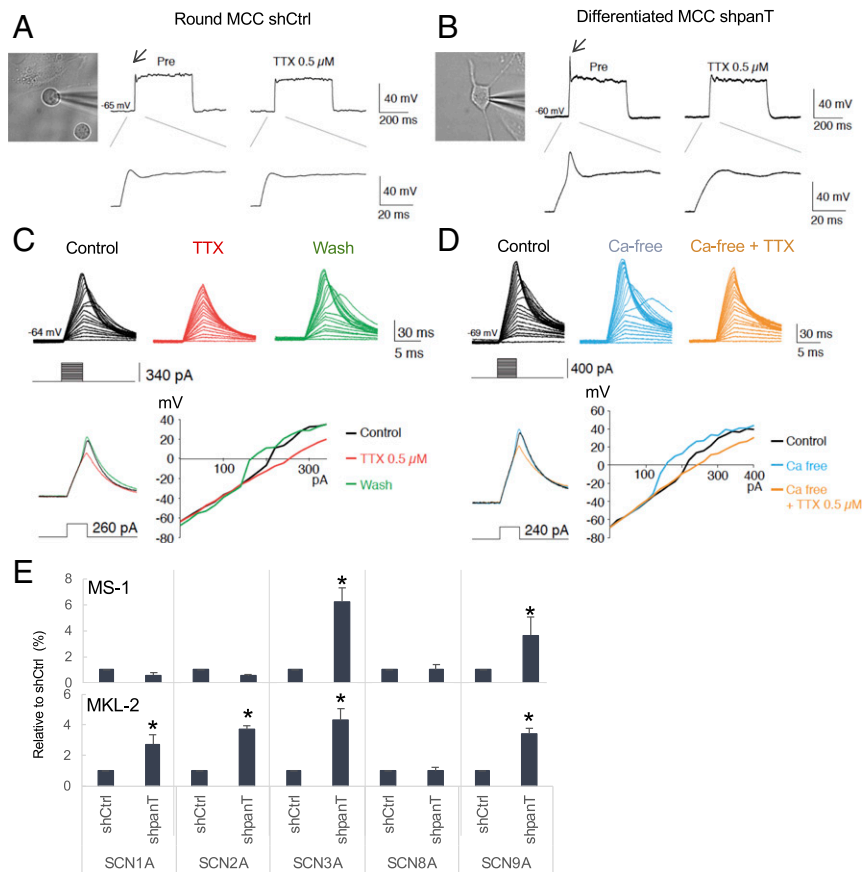 A
Round MCC shCtrl
Pre
TTX 0.5 µM
-65 mV
40 mV
200 ms
40 mV
20 ms
B
Differentiated MCC shpanT
Pre
TTX 0.5 µM
-60 mV
40 mV
200 ms
40 mV
20 ms
C
Control
TTX
Wash
-64 mV
30 ms
5 ms
340 pA
260 pA
mV
40
20
0
-20
-40
-60
-80
100
300
pA
Control
TTX 0.5 µM
Wash
D
Control
Ca-free
Ca-free + TTX
-69 mV
30 ms
5 ms
400 pA
240 pA
mV
60
40
20
0
-20
-40
-60
-80
100
200
300
400
pA
Control
Ca free
Ca free
+ TTX 0.5 µM
E
Relative to shCtrl (%)
MS-1
8
6
4
2
0
MKL-2
6
4
2
0
shCtrl
shpanT
shCtrl
shpanT
shCtrl
shpanT
shCtrl
shpanT
shCtrl
shpanT
SCN1A
SCN2A
SCN3A
SCN8A
SCN9A